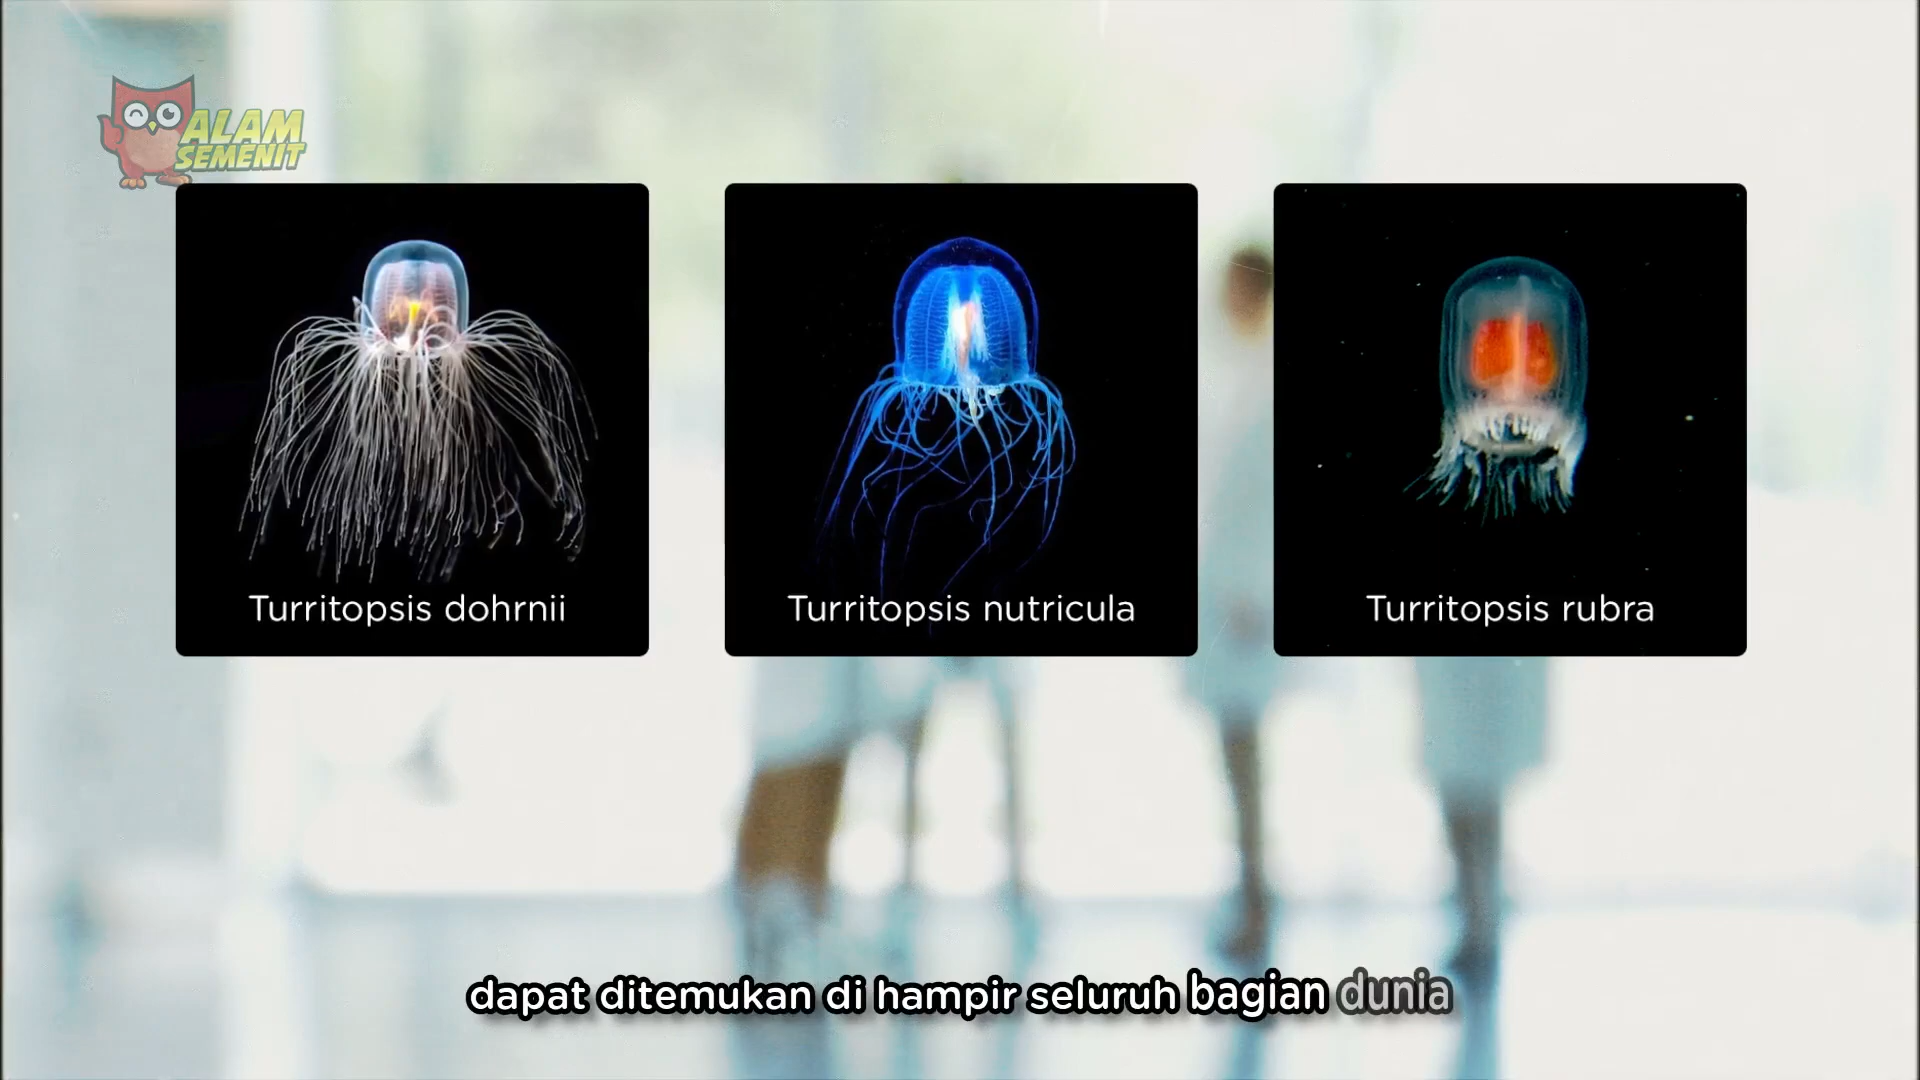 ALAM
SEMENIT
Turritopsis dohrnii
Turritopsis nutricula
Turritopsis rubra
dapat ditemukan di hampir seluruh bagian dunia